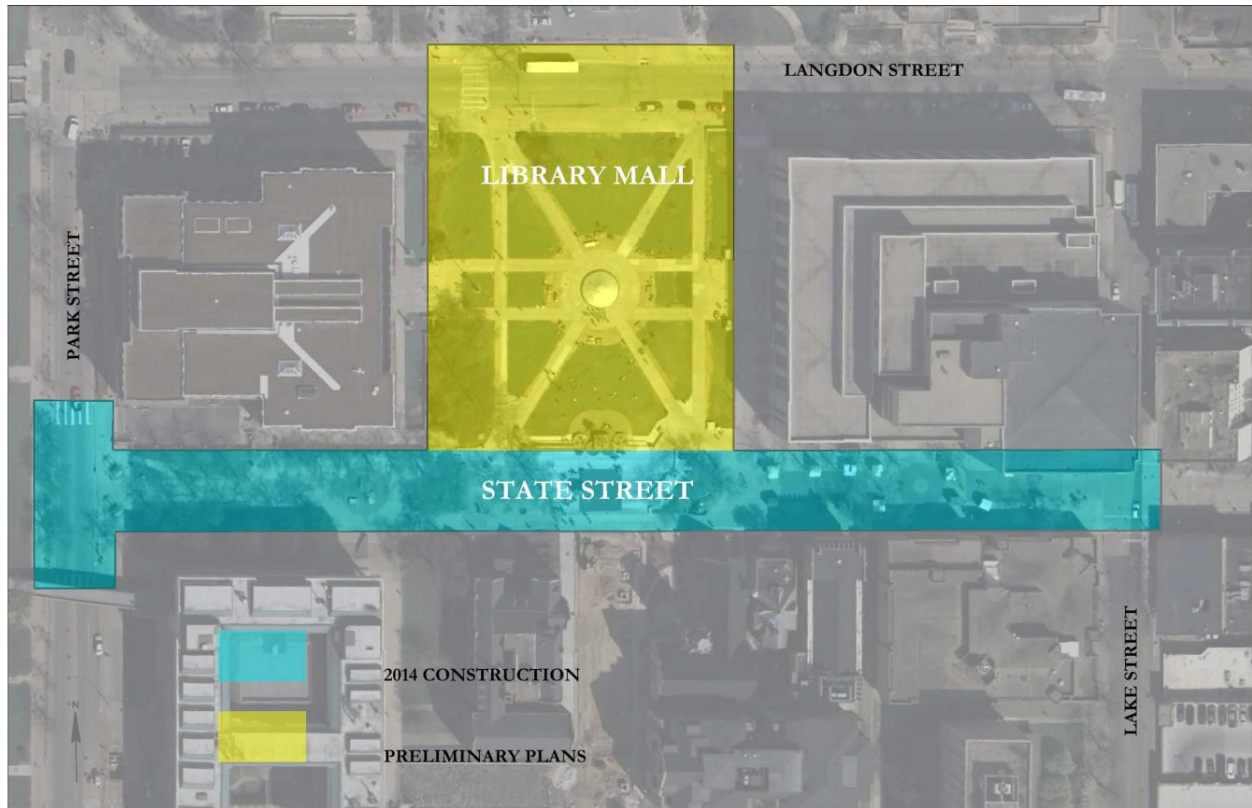 LANGDON STREET
LIBRARY MALL
PARK STREET
STATE STREET
2014 CONSTRUCTION
LAKE STREET
N
PRELIMINARY PLANS